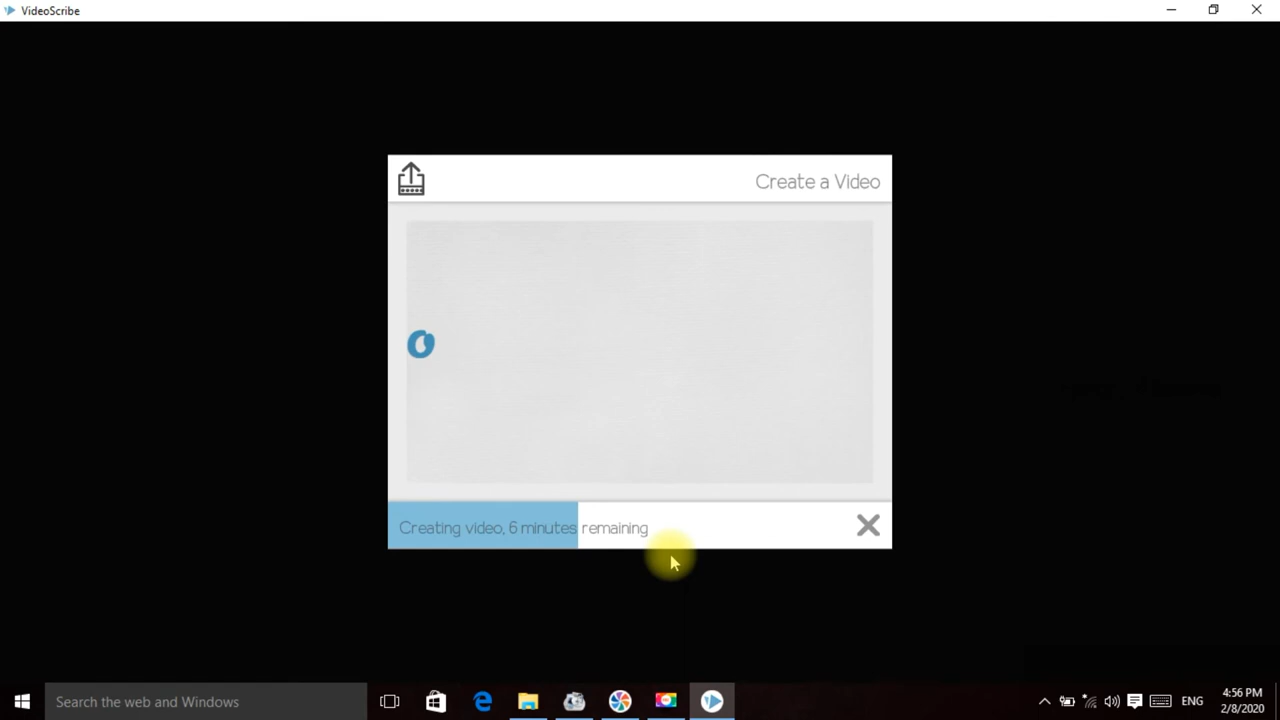 VideoScribe
Create a Video
Creating video, 6 minutes remaining
Search the web and Windows
ENG
4:56 PM
2/8/2020